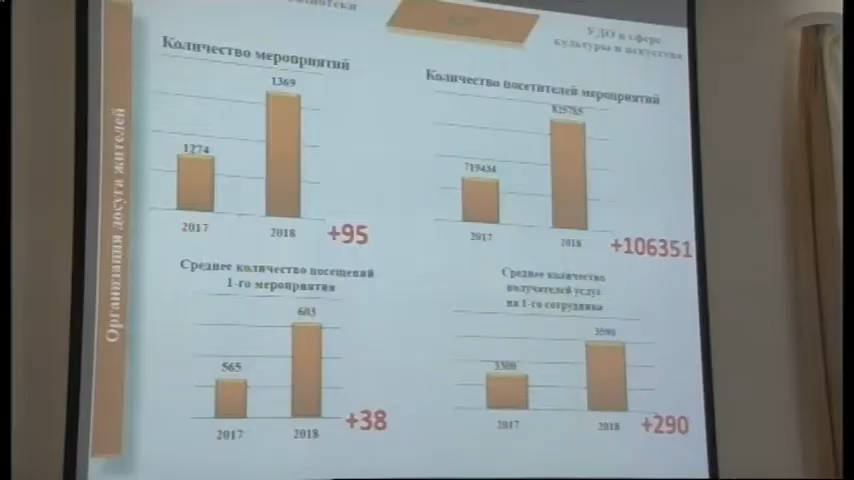 УДО в сфере
культуры и искусства
Организация досуга жителей
Количество мероприятий
1274
1369
2017
2018
+95
Количество посетителей мероприятий
719434
825785
2017
2018
+106351
Среднее количество посещений
1-го мероприятия
565
603
2017
2018
+38
Среднее количество
получателей услуг
на 1-го сотрудника
3300
3590
2017
2018
+290